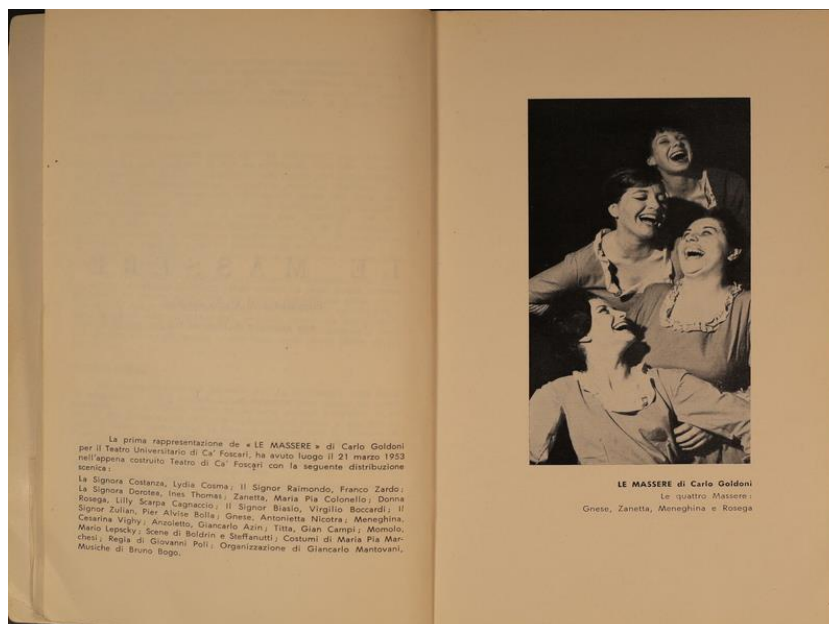 La prima rappresentazione de « LE MASSERE » di Carlo Goldoni
per il Teatro Universitario di Ca' Foscari, ha avuto luogo il 21 marzo 1953
nell'appena costruito Teatro di Ca' Foscari con la seguente distribuzione
scenica :
La Signora Costanza, Lydia Cosma ; Il Signor Raimondo, Franco Zardo ;
La Signora Dorotea, Ines Thomas ; Zanetta, Maria Pia Colonello ; Donna
Rosega, Lilly Scarpa Cagnaccio ; Il Signor Biasio, Virgilio Boccardi ; Il
Signor Zulian, Pier Alvise Bolla ; Gnese, Antonietta Nicotra ; Meneghina,
Cesarina Vighy ; Anzoletto, Giancarlo Azin ; Titta, Gian Campi ; Momolo,
Mario Lepscky ; Scene di Boldrin e Steffanutti ; Costumi di Maria Pia Mar-
chesi ; Regia di Giovanni Poli ; Organizzazione di Giancarlo Mantovani,
Musiche di Bruno Bogo.
LE MASSERE di Carlo Goldoni
Le quattro Massere :
Gnese, Zanetta, Meneghina e Rosega